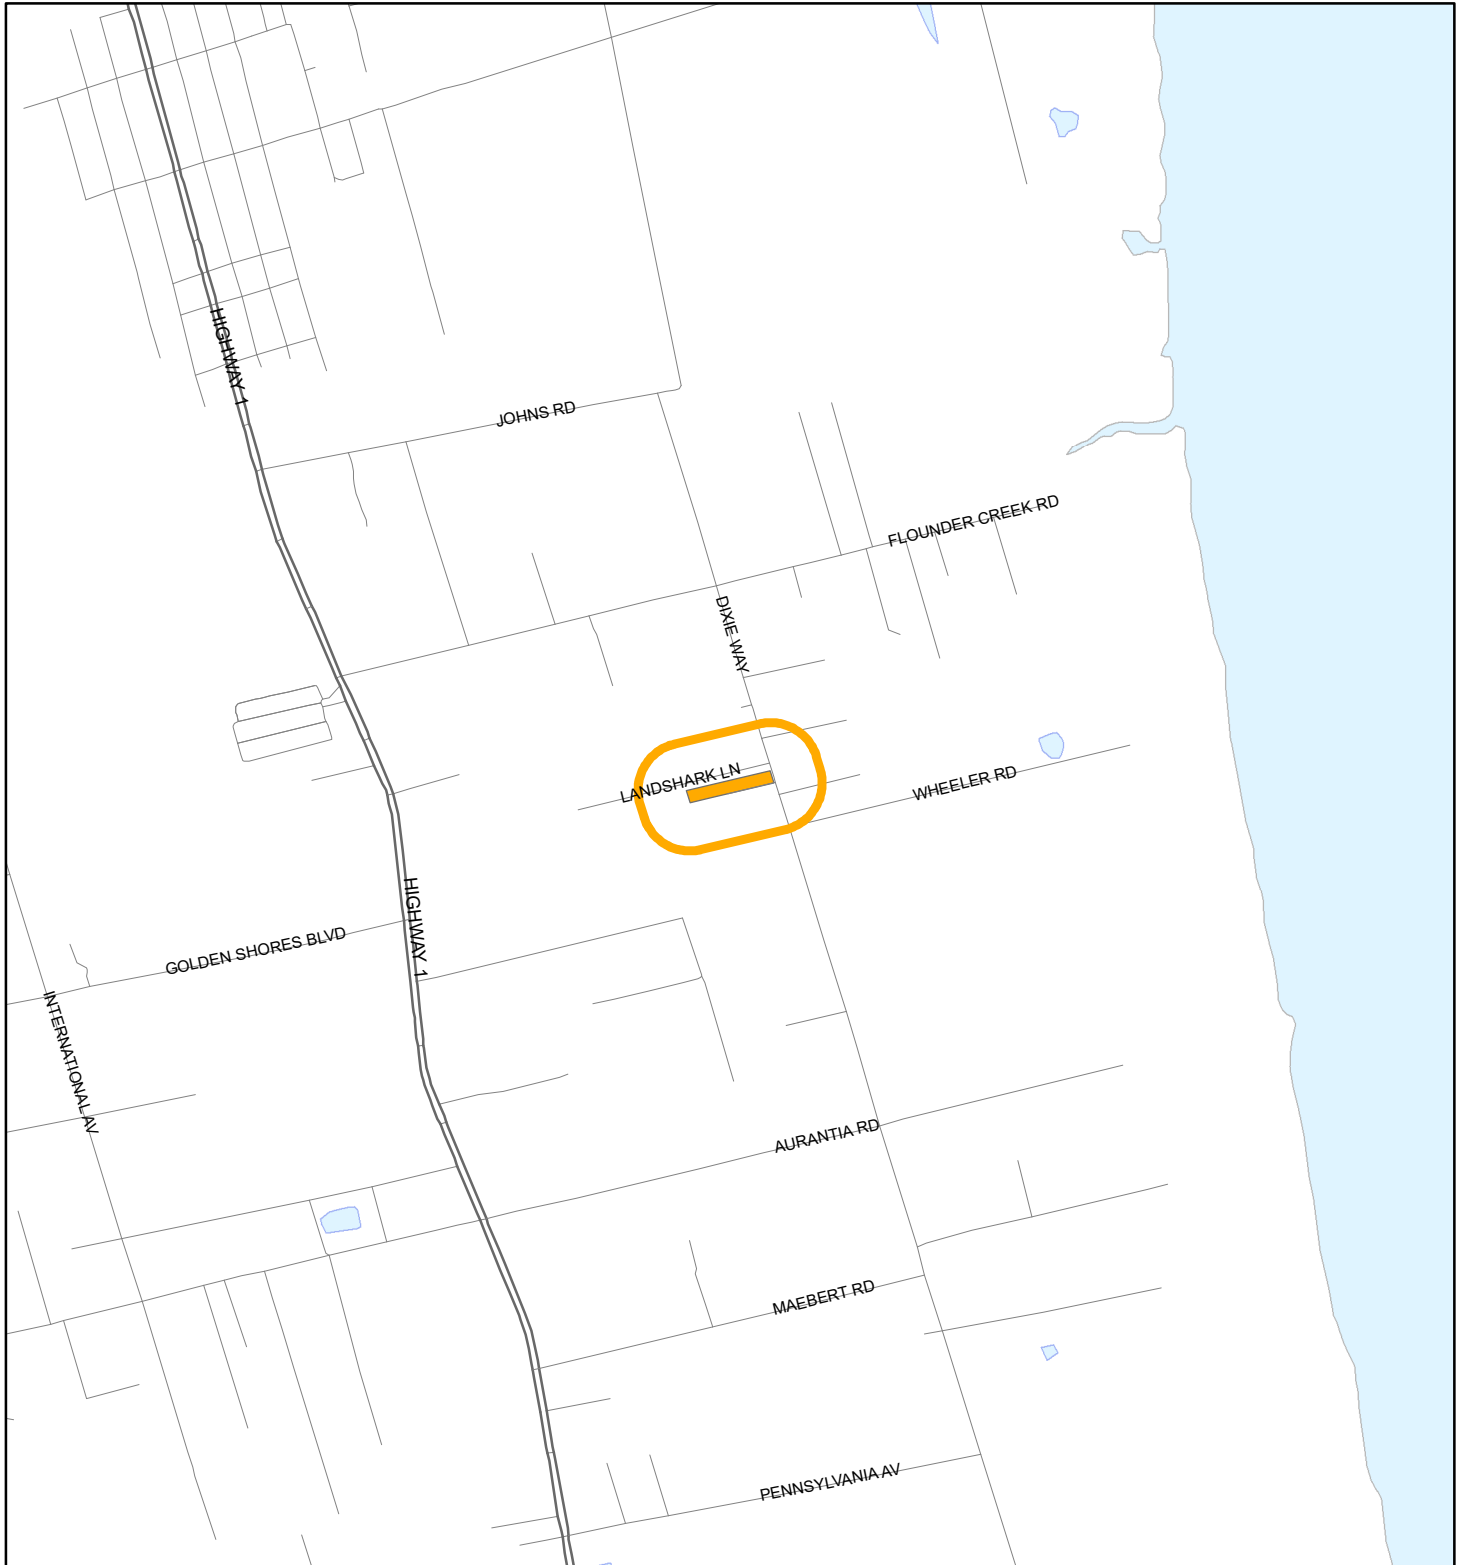 HIGHWAY 1
JOHNS RD
FLOUNDER CREEK RD
DIXIE WAY
LANDSHARK LN
WHEELER RD
HIGHWAY 1
GOLDEN SHORES BLVD
INTERNATIONAL AV
AURANTIA RD
MAEBERT RD
PENNSYLVANIA AV